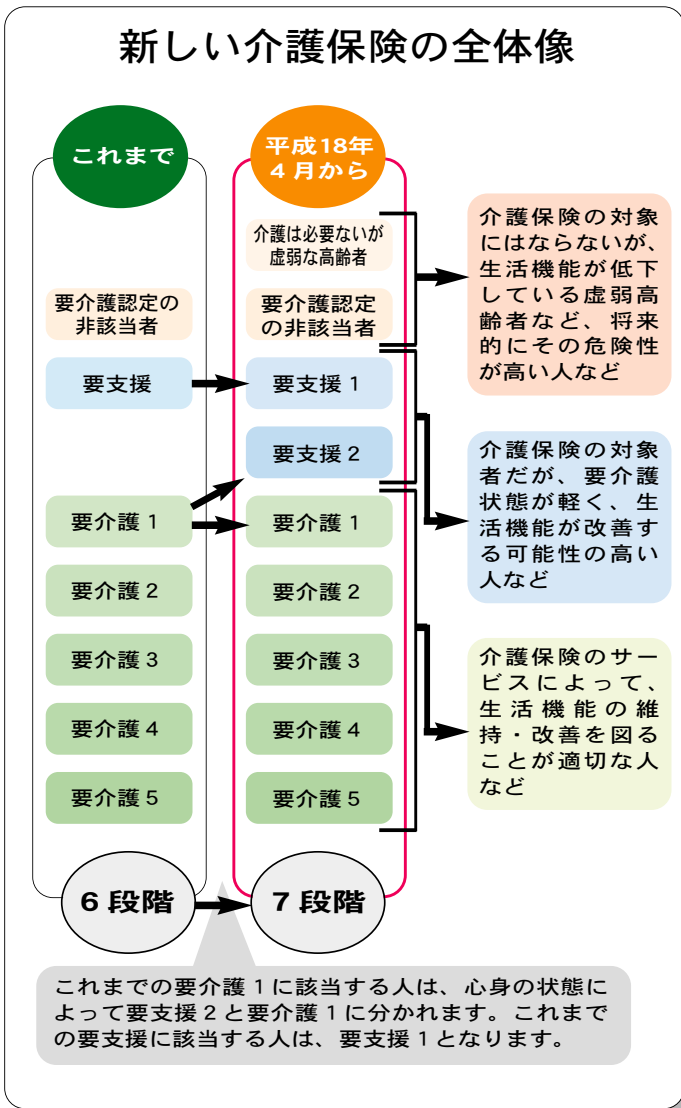 新しい介護保険の全体像
これまで
要介護認定の
非該当者
要支援
要介護1
要介護2
要介護3
要介護4
要介護5
6段階
平成18年
4月から
介護は必要ないが
虚弱な高齢者
要介護認定
の非該当者
要支援1
要支援2
要介護1
要介護2
要介護3
要介護4
要介護5
7段階
介護保険の対象
にはならないが、
生活機能が低下
している虚弱高
齢者など、将来
的にその危険性
が高い人など
介護保険の対象
者だが、要介護
状態が軽く、生
活機能が改善す
る可能性の高い
人など
介護保険のサー
ビスによって、
生活機能の維
持・改善を図る
ことが適切な人
など
これまでの要介護1に該当する人は、心身の状態に
よって要支援2と要介護1に分かれます。これまで
の要支援に該当する人は、要支援1となります。